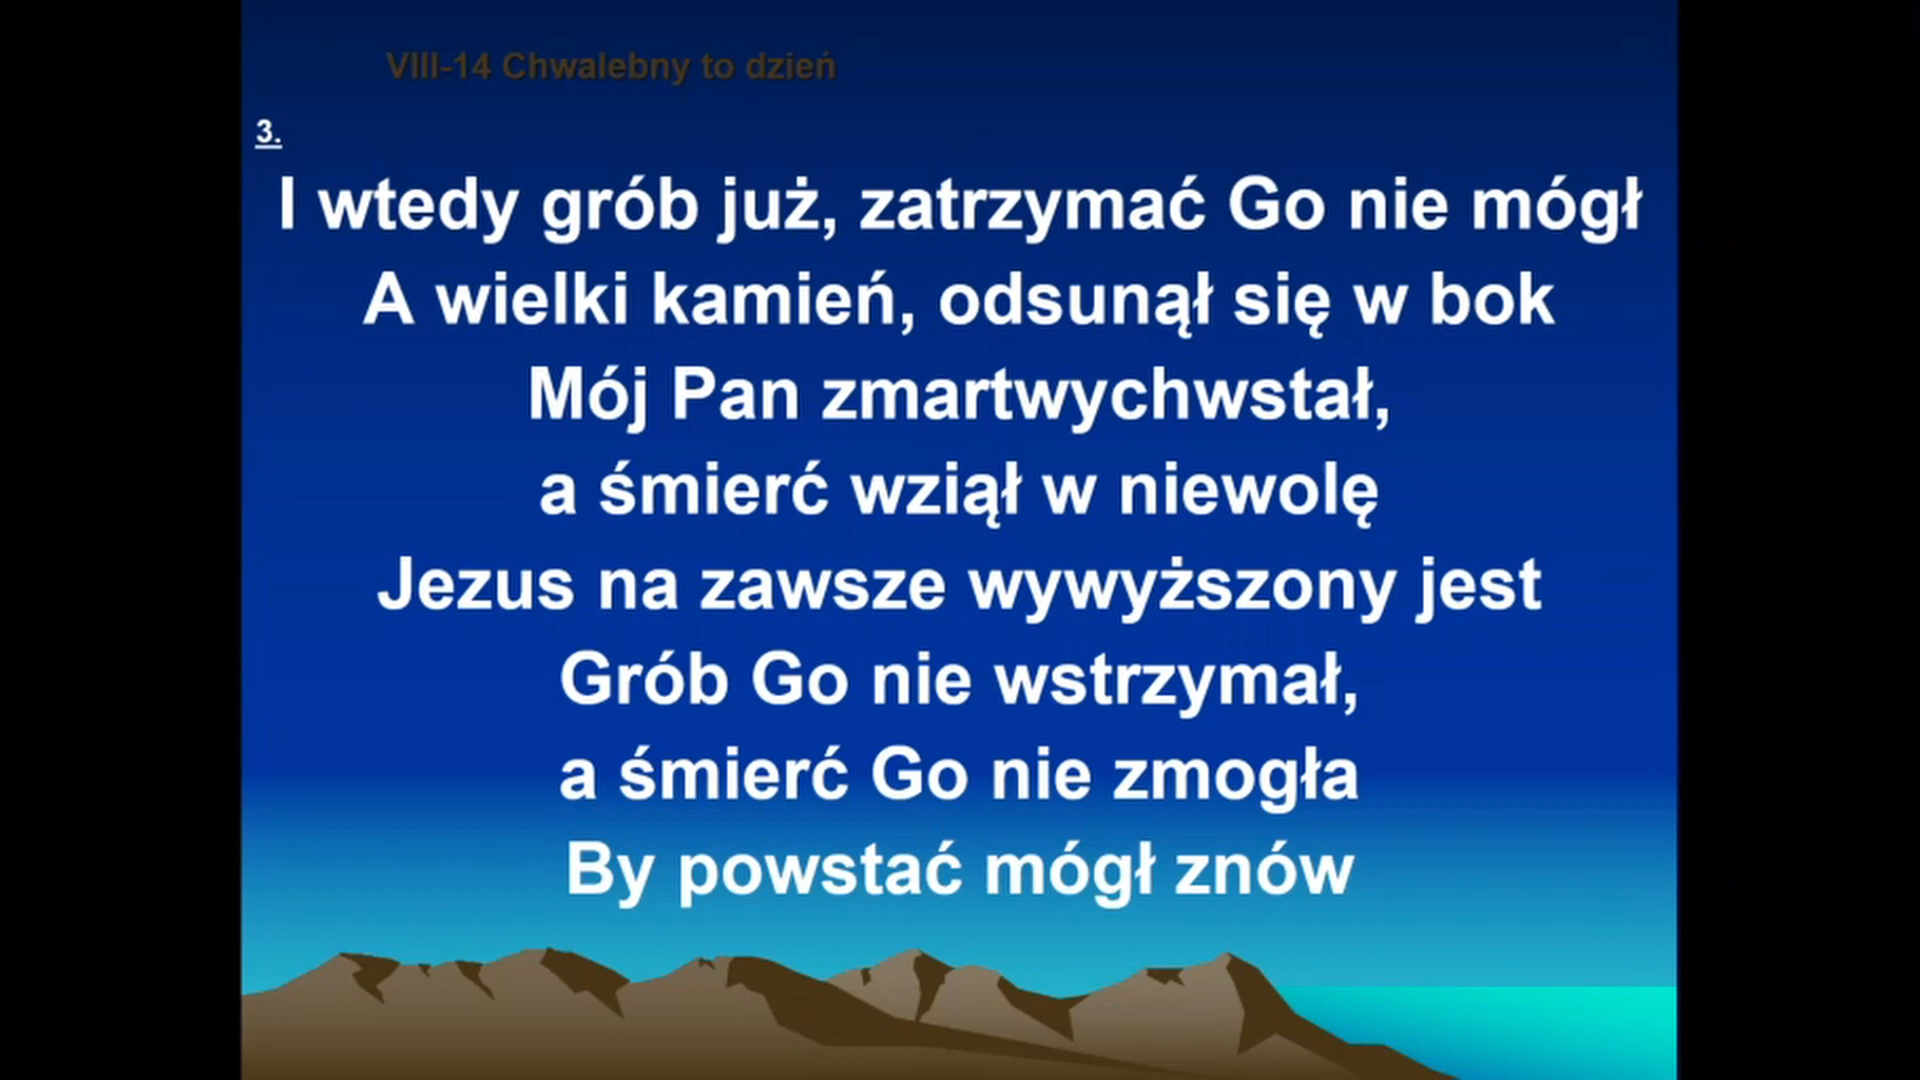 VIII-14 Chwalebny to dzień
3.
I wtedy grób już, zatrzymać Go nie mógł
A wielki kamień, odsunął się w bok
Mój Pan zmartwychwstał,
a śmierć wziął w niewolę
Jezus na zawsze wywyższony jest
Grób Go nie wstrzymał,
a śmierć Go nie zmogła
By powstać mógł znów